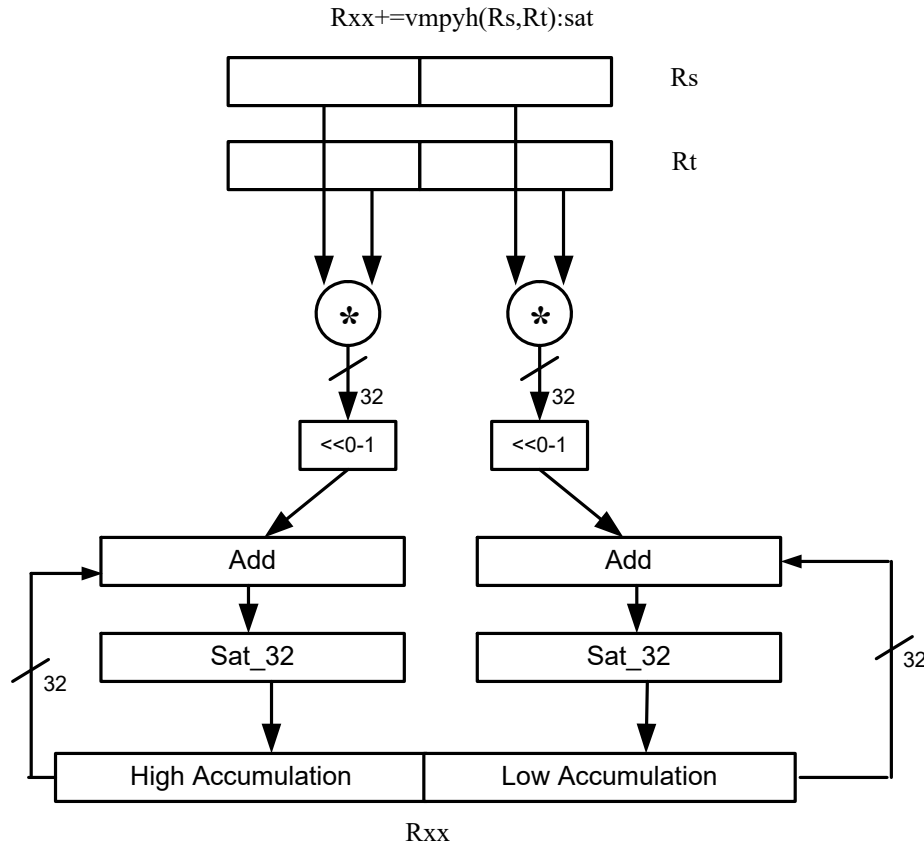 Rxx+=vmpyh(Rs,Rt):sat
Rs
Rt
*
*
32
32
<<0-1
<<0-1
Add
Add
Sat_32
Sat_32
32
32
High Accumulation
Low Accumulation
Rxx